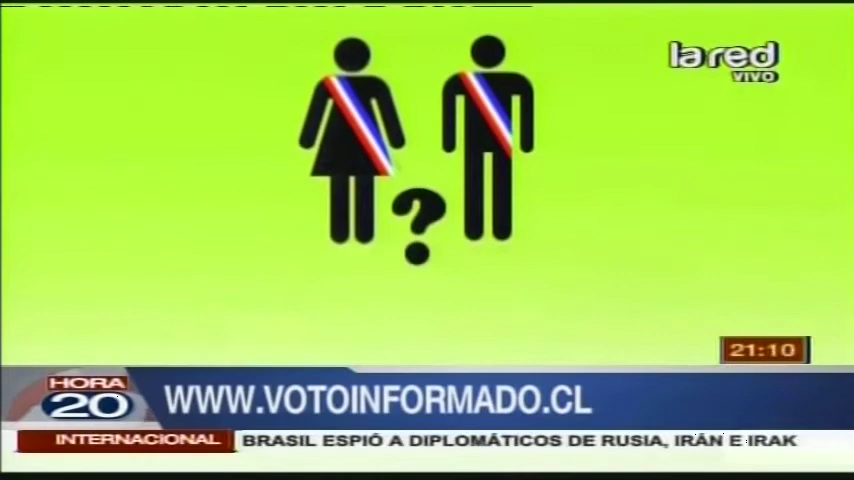 la red
VIVO
?
21:10
HORA
20
WWW.VOTOINFORMADO.CL
INTERNACIONAL
BRASIL ESPIÓ A DIPLOMÁTICOS DE RUSIA, IRÁN E IRAK